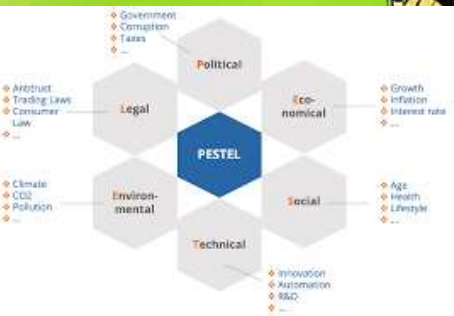 Government
Corruption
Taxes
...
Political
Antitrust
Trading Laws
Consumer
Law
...
Legal
Eco-
nomical
Growth
Inflation
Interest rate
...
PESTEL
Climate
CO2
Pollution
...
Environ-
mental
Social
Age
Health
Lifestyle
...
Technical
Innovation
Automation
R&D
...